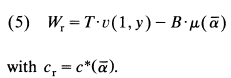 (5) W_r = T·υ(1, y) − B·μ(ᾱ)
with c_r = c*(ᾱ).